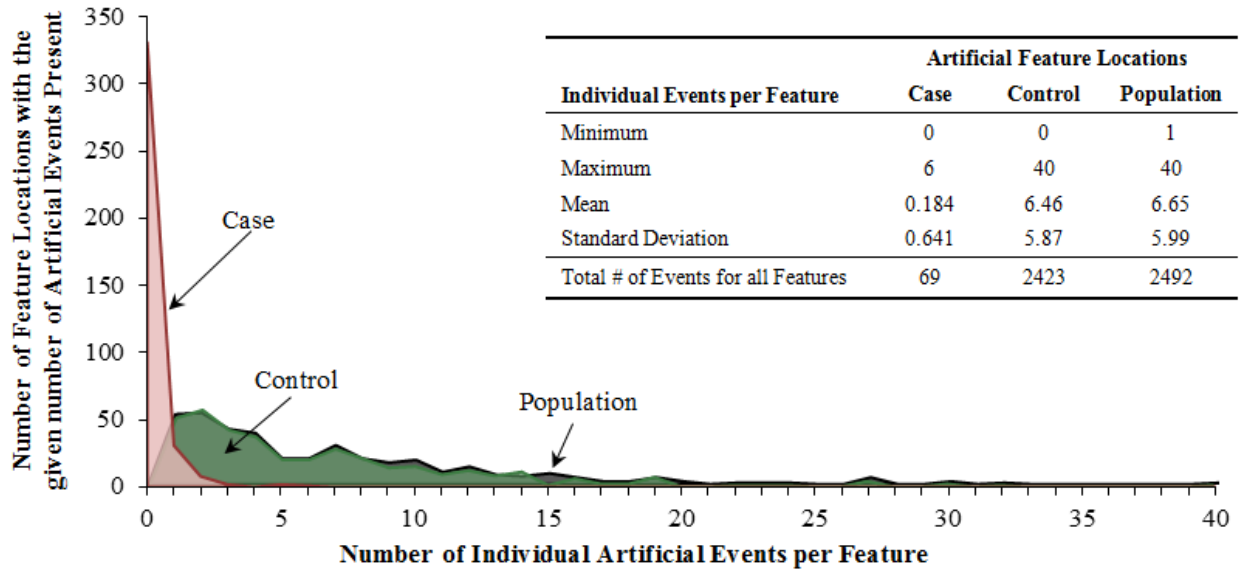 Number of Feature Locations with the
given number of Artificial Events Present
350
300
250
200
150
100
50
0
Case
Control
Population
Artificial Feature Locations
Individual Events per Feature Case Control Population
Minimum 0 0 1
Maximum 6 40 40
Mean 0.184 6.46 6.65
Standard Deviation 0.641 5.87 5.99
Total # of Events for all Features 69 2423 2492
0 5 10 15 20 25 30 35 40
Number of Individual Artificial Events per Feature